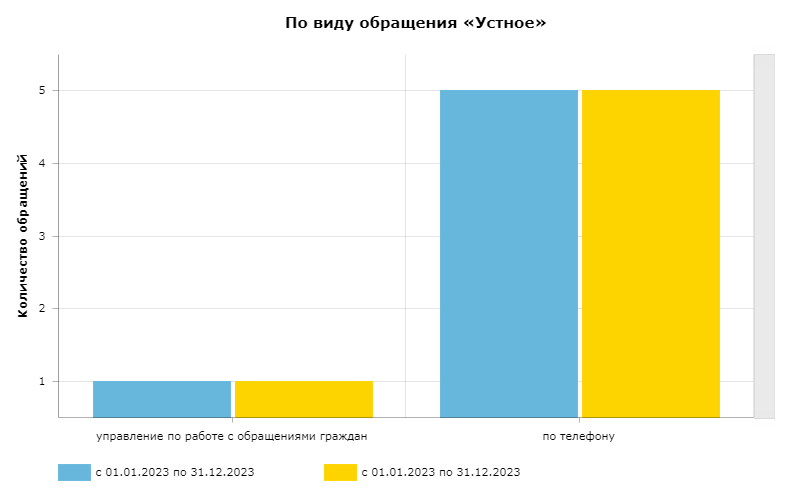 По виду обращения «Устное»
Количество обращений
5
4
3
2
1
управление по работе с обращениями граждан
по телефону
с 01.01.2023 по 31.12.2023
с 01.01.2023 по 31.12.2023